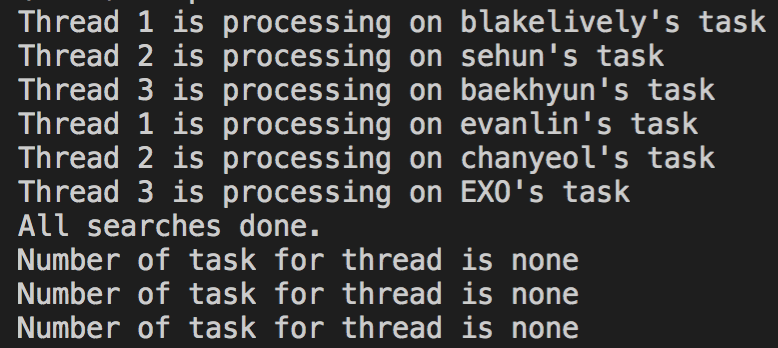 Thread 1 is processing on blakelively's task
Thread 2 is processing on sehun's task
Thread 3 is processing on baekhyun's task
Thread 1 is processing on evanlin's task
Thread 2 is processing on chanyeol's task
Thread 3 is processing on EXO's task
All searches done.
Number of task for thread is none
Number of task for thread is none
Number of task for thread is none